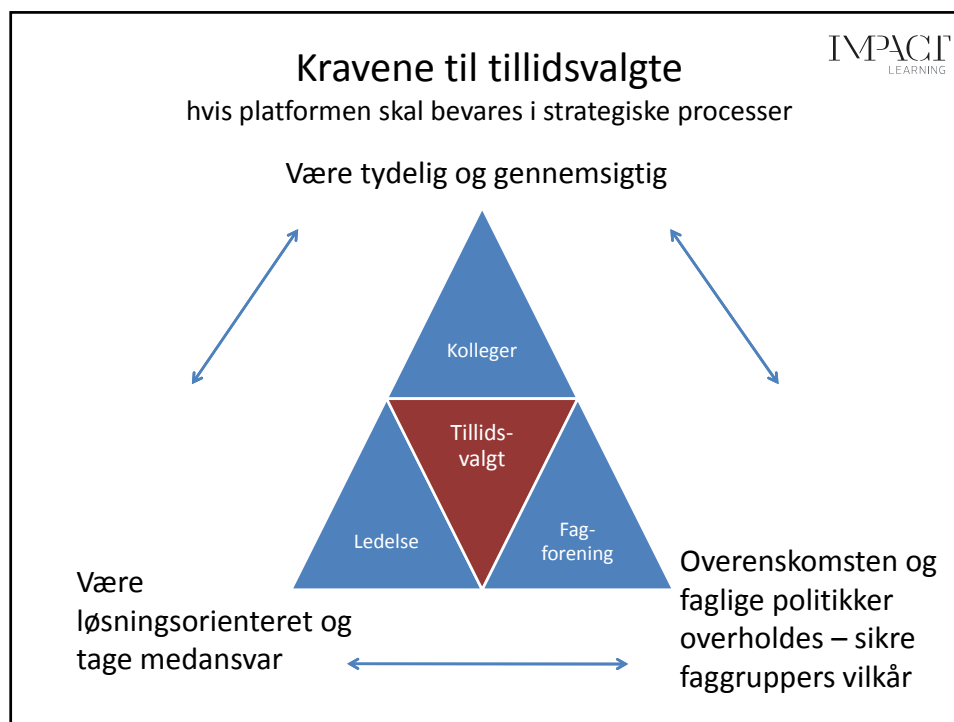 Kravene til tillidsvalgte
IMPACT
LEARNING
hvis platformen skal bevares i strategiske processer
Være tydelig og gennemsigtig
Kolleger
Tillids-
valgt
Ledelse
Fag-
forening
Være
løsningsorienteret og
tage medansvar
Overenskomsten og
faglige politikker
overholdes – sikre
faggruppers vilkår